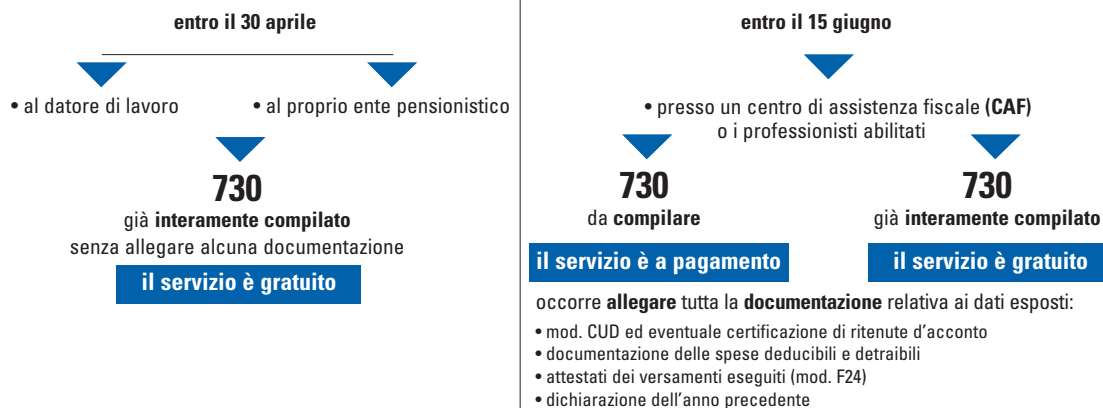 entro il 30 aprile
• al datore di lavoro
• al proprio ente pensionistico
730
già interamente compilato
senza allegare alcuna documentazione
il servizio è gratuito
entro il 15 giugno
• presso un centro di assistenza fiscale (CAF)
o i professionisti abilitati
730
da compilare
il servizio è a pagamento
730
già interamente compilato
il servizio è gratuito
occorre allegare tutta la documentazione relativa ai dati esposti:
• mod. CUD ed eventuale certificazione di ritenute d'acconto
• documentazione delle spese deducibili e detraibili
• attestati dei versamenti eseguiti (mod. F24)
• dichiarazione dell'anno precedente